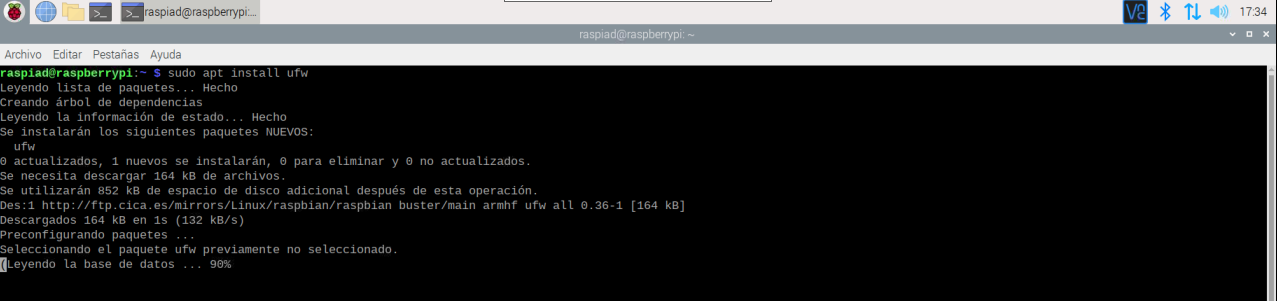 raspiad@raspberrypi:...
17:34
raspiad@raspberrypi: ~
Archivo Editar Pestañas Ayuda
raspiad@raspberrypi:~ $ sudo apt install ufw
Leyendo lista de paquetes... Hecho
Creando árbol de dependencias
Leyendo la información de estado... Hecho
Se instalarán los siguientes paquetes NUEVOS:
ufw
0 actualizados, 1 nuevos se instalarán, 0 para eliminar y 0 no actualizados.
Se necesita descargar 164 kB de archivos.
Se utilizarán 852 kB de espacio de disco adicional después de esta operación.
Des:1 http://ftp.cica.es/mirrors/Linux/raspbian/raspbian buster/main armhf ufw all 0.36-1 [164 kB]
Descargados 164 kB en 1s (132 kB/s)
Preconfigurando paquetes ...
Seleccionando el paquete ufw previamente no seleccionado.
(Leyendo la base de datos ... 90%